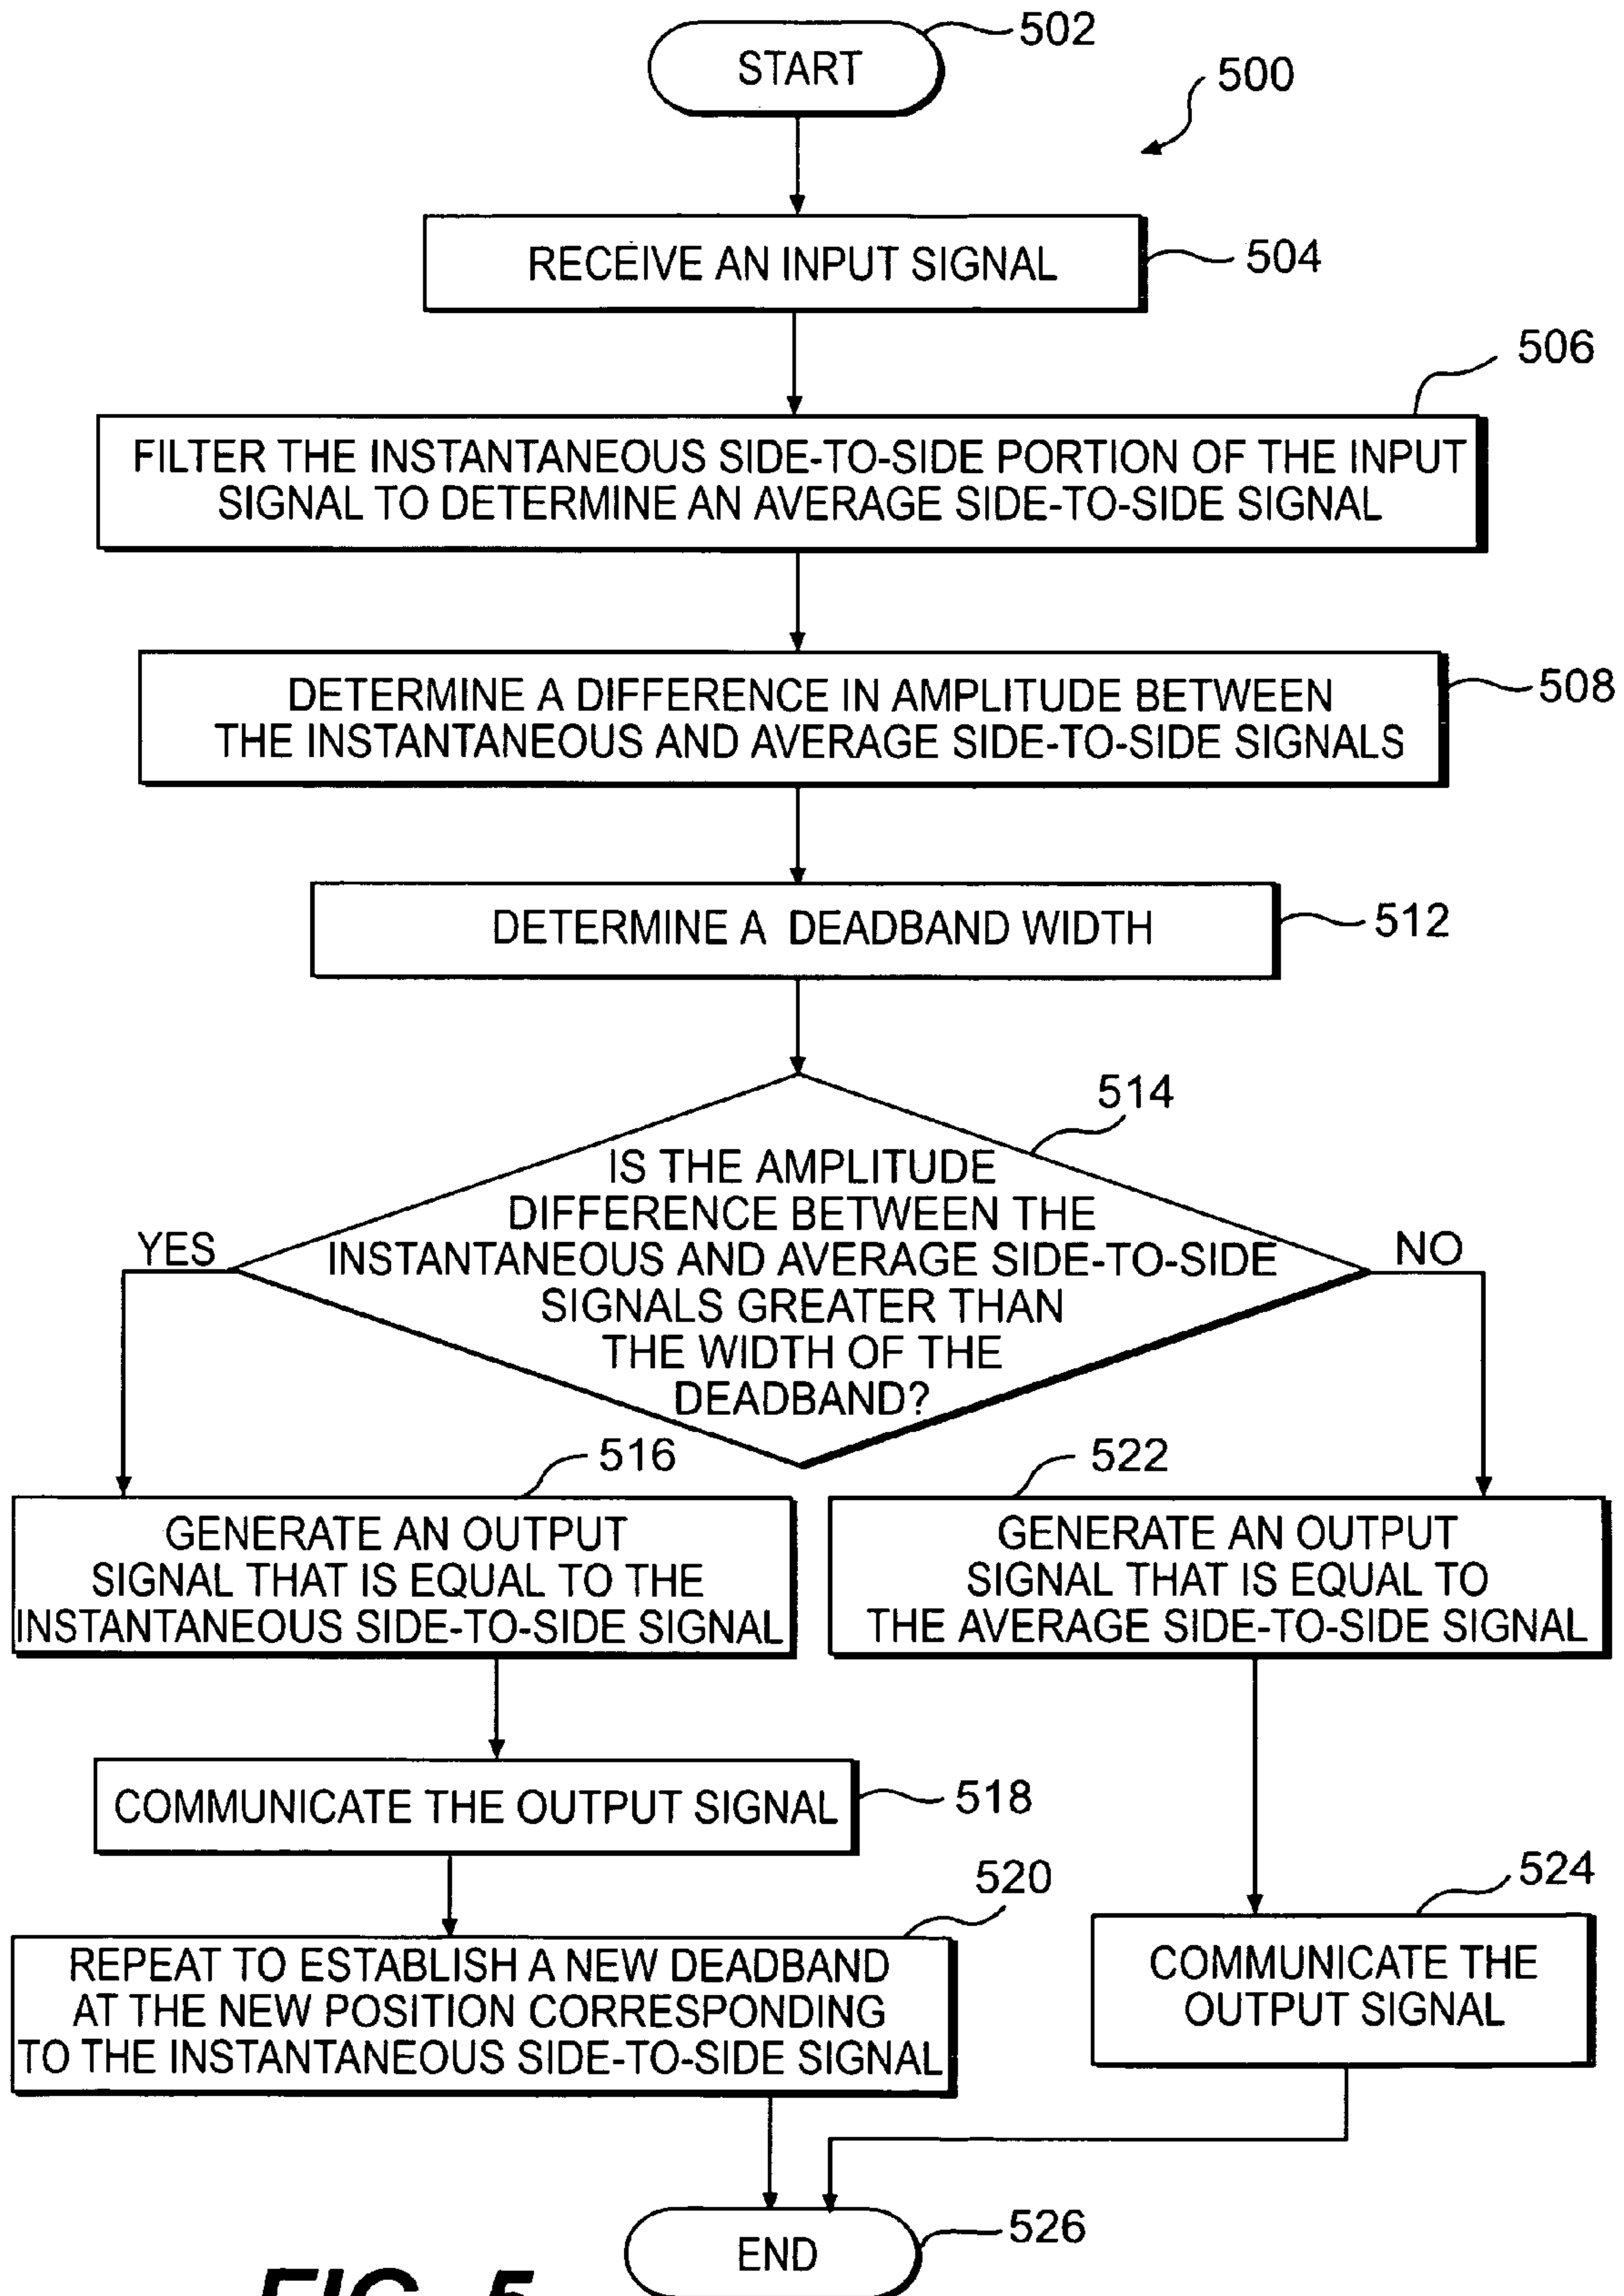 START
502
500
RECEIVE AN INPUT SIGNAL
504
506
FILTER THE INSTANTANEOUS SIDE-TO-SIDE PORTION OF THE INPUT
SIGNAL TO DETERMINE AN AVERAGE SIDE-TO-SIDE SIGNAL
DETERMINE A DIFFERENCE IN AMPLITUDE BETWEEN
THE INSTANTANEOUS AND AVERAGE SIDE-TO-SIDE SIGNALS
508
DETERMINE A DEADBAND WIDTH
512
514
IS THE AMPLITUDE
DIFFERENCE BETWEEN THE
INSTANTANEOUS AND AVERAGE SIDE-TO-SIDE
SIGNALS GREATER THAN
THE WIDTH OF THE
DEADBAND?
YES
NO
516
GENERATE AN OUTPUT
SIGNAL THAT IS EQUAL TO THE
INSTANTANEOUS SIDE-TO-SIDE SIGNAL
522
GENERATE AN OUTPUT
SIGNAL THAT IS EQUAL TO
THE AVERAGE SIDE-TO-SIDE SIGNAL
COMMUNICATE THE OUTPUT SIGNAL
518
520
REPEAT TO ESTABLISH A NEW DEADBAND
AT THE NEW POSITION CORRESPONDING
TO THE INSTANTANEOUS SIDE-TO-SIDE SIGNAL
524
COMMUNICATE THE
OUTPUT SIGNAL
END
526
FIG. 5